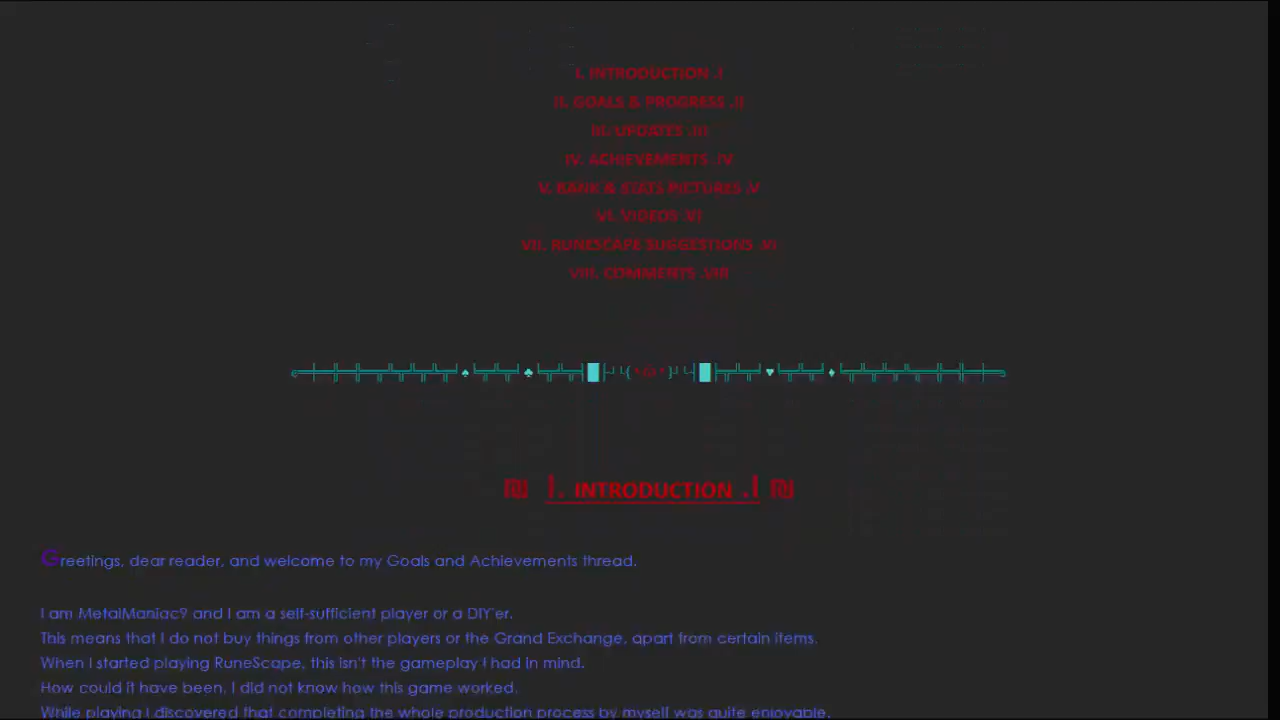 I. INTRODUCTION .I
II. GOALS & PROGRESS .II
III. UPDATES .III
IV. ACHIEVEMENTS .IV
V. BANK & STATS PICTURES .V
VI. VIDEOS .VI
VII. RUNESCAPE SUGGESTIONS .VI
VIII. COMMENTS .VIII
₪ I. INTRODUCTION .I ₪
Greetings, dear reader, and welcome to my Goals and Achievements thread.
I am MetalManiac9 and I am a self-sufficient player or a DIY'er.
This means that I do not buy things from other players or the Grand Exchange, apart from certain items.
When I started playing RuneScape, this isn't the gameplay I had in mind.
How could it have been, I did not know how this game worked.
While playing I discovered that completing the whole production process by myself was quite enjoyable.